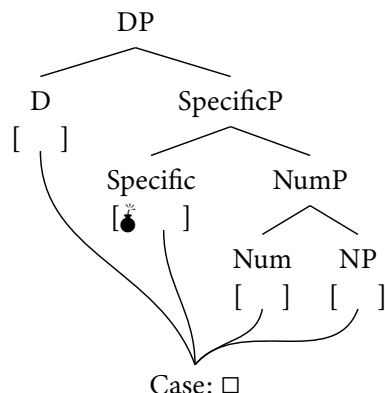 DP
D SpecificP
[ ]
Specific NumP
[💣 ]
Num NP
[ ] [ ]
Case: □